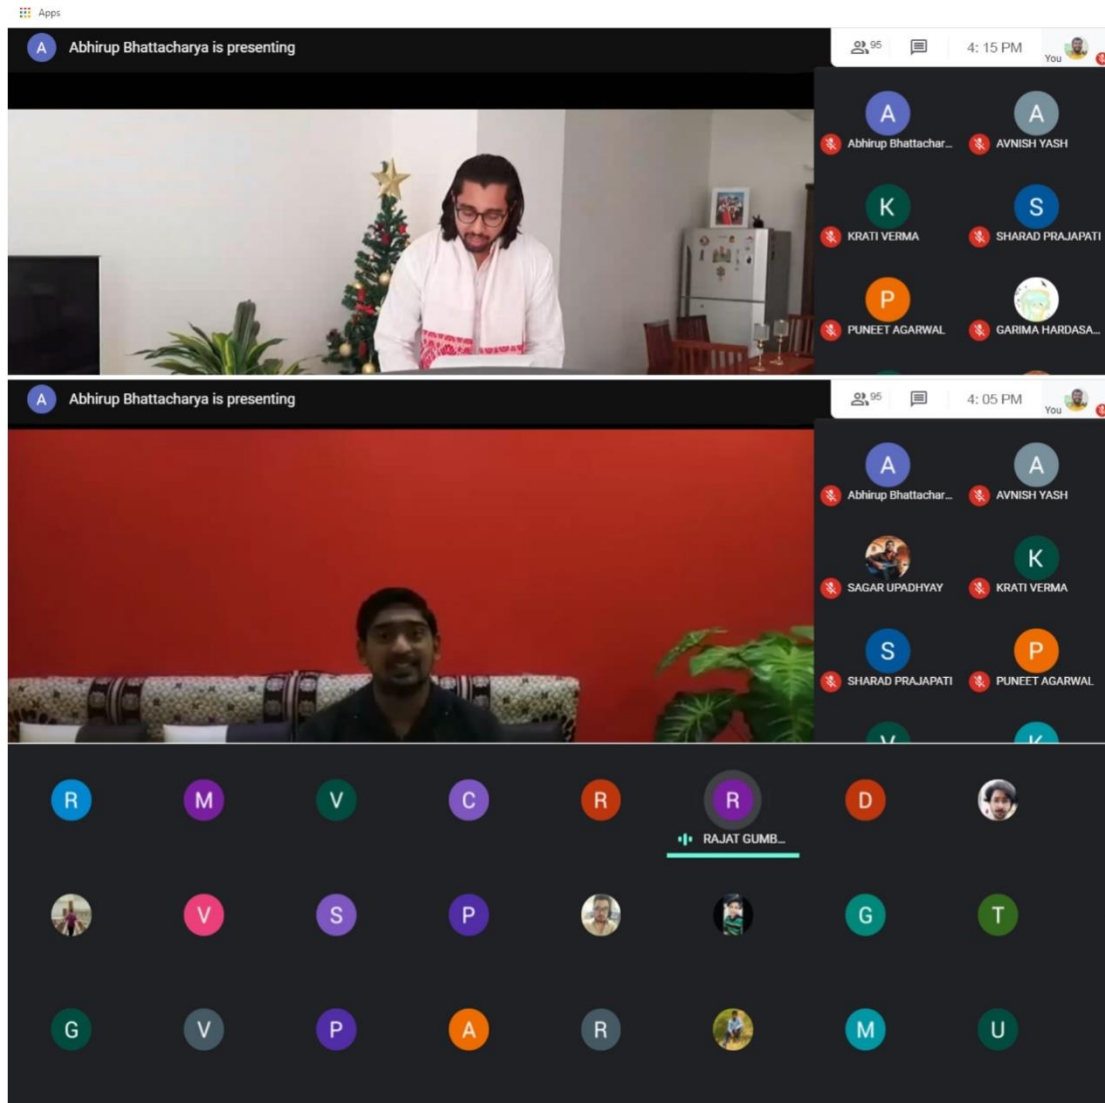 Apps
A Abhirup Bhattacharya is presenting
95 4: 15 PM You
A A
Abhirup Bhattachar... AVNISH YASH
K S
KRATI VERMA SHARAD PRAJAPATI
P
PUNEET AGARWAL GARIMA HARDASA...
A Abhirup Bhattacharya is presenting
95 4: 05 PM You
A A
Abhirup Bhattachar... AVNISH YASH
K
SAGAR UPADHYAY KRATI VERMA
S P
SHARAD PRAJAPATI PUNEET AGARWAL
V K
R M V C R R D
RAJAT GUMB...
V S P G T
G V P A R M U